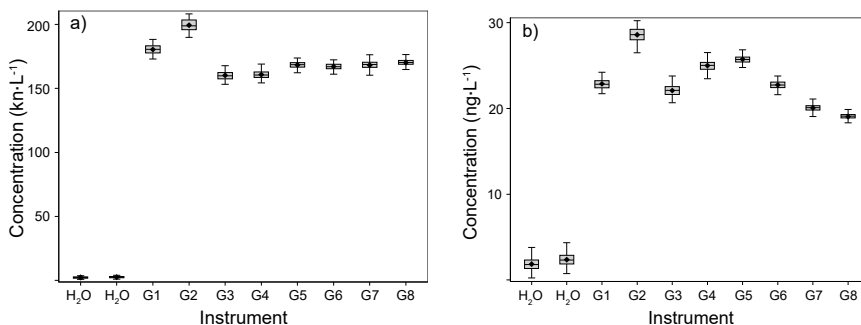 a)
Concentration (kn·L⁻¹)
200
150
100
50
H₂O H₂O G1 G2 G3 G4 G5 G6 G7 G8
Instrument
b)
Concentration (ng·L⁻¹)
30
20
10
H₂O H₂O G1 G2 G3 G4 G5 G6 G7 G8
Instrument